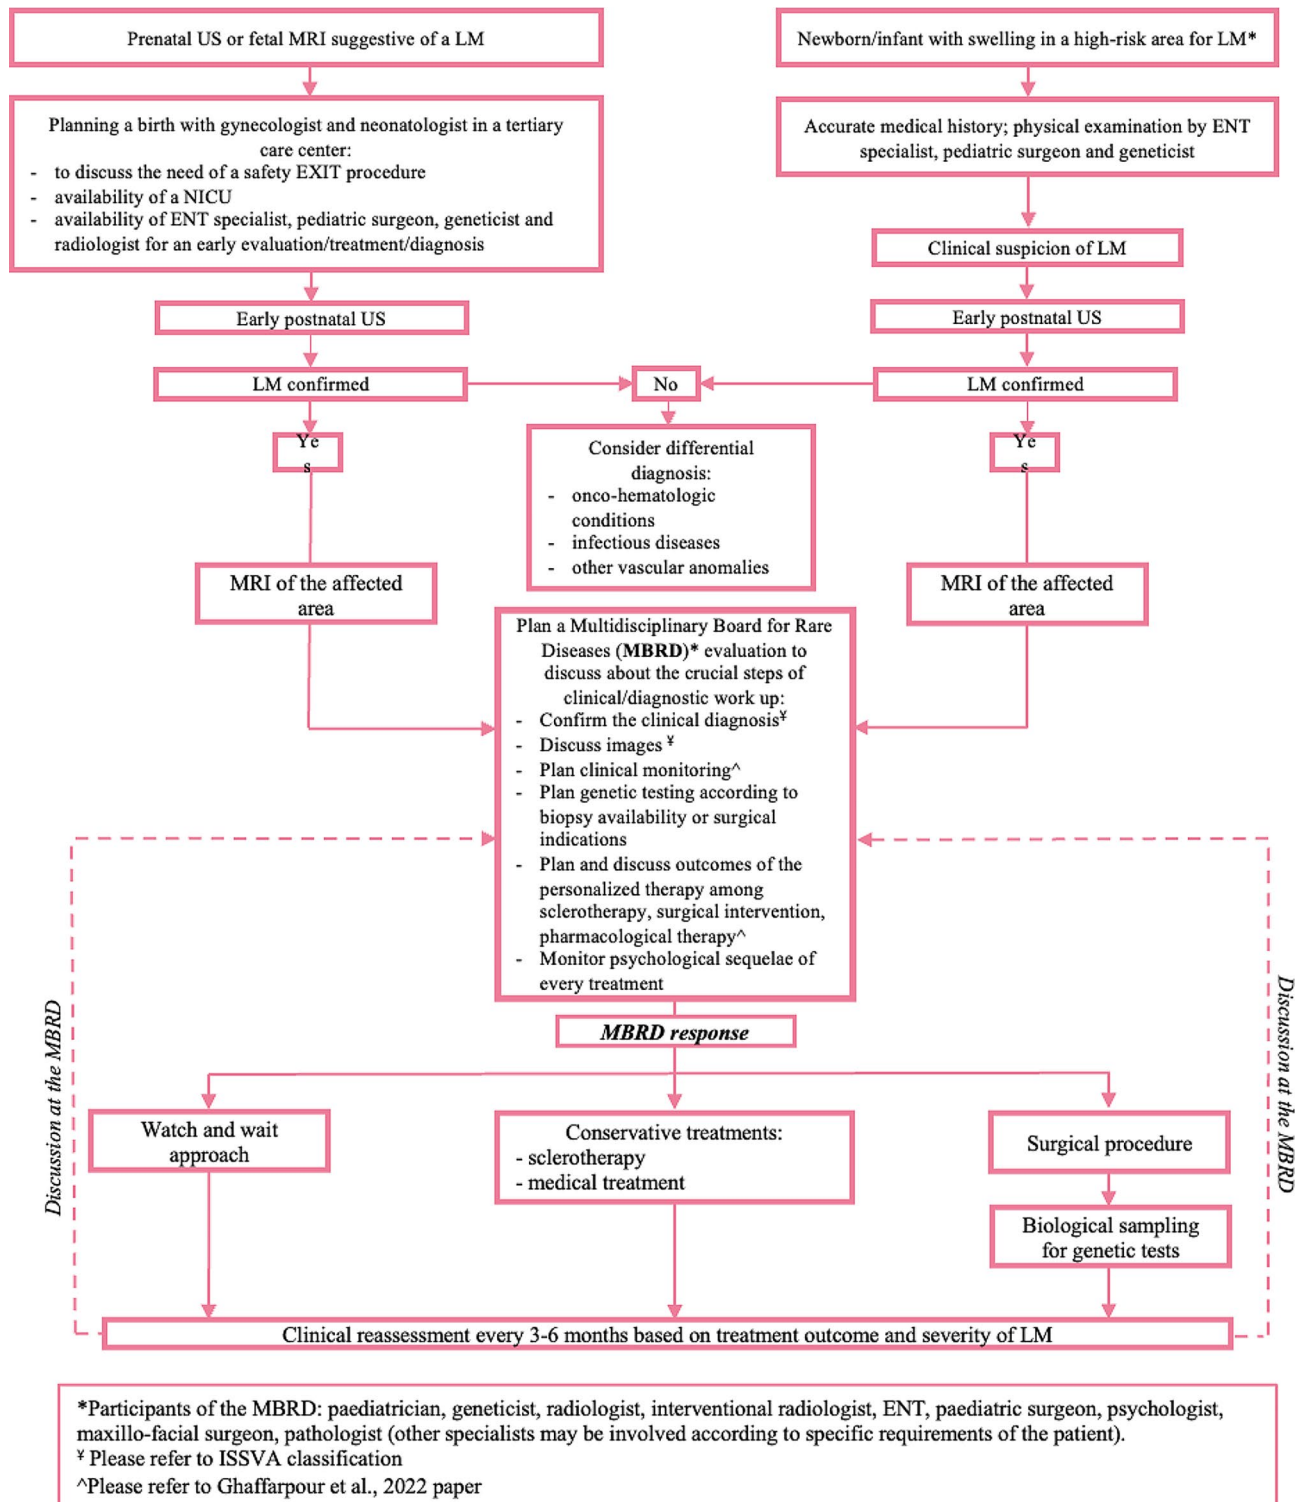 Prenatal US or fetal MRI suggestive of a LM
Newborn/infant with swelling in a high-risk area for LM*
Planning a birth with gynecologist and neonatologist in a tertiary
care center:
- to discuss the need of a safety EXIT procedure
- availability of a NICU
- availability of ENT specialist, pediatric surgeon, geneticist and
radiologist for an early evaluation/treatment/diagnosis
Accurate medical history; physical examination by ENT
specialist, pediatric surgeon and geneticist
Clinical suspicion of LM
Early postnatal US
Early postnatal US
LM confirmed
No
LM confirmed
Ye
s
Consider differential
diagnosis:
- onco-hematologic
conditions
- infectious diseases
- other vascular anomalies
Ye
s
MRI of the affected
area
MRI of the affected
area
Plan a Multidisciplinary Board for Rare
Diseases (MBRD)* evaluation to
discuss about the crucial steps of
clinical/diagnostic work up:
- Confirm the clinical diagnosis¥
- Discuss images ¥
- Plan clinical monitoring^
- Plan genetic testing according to
biopsy availability or surgical
indications
- Plan and discuss outcomes of the
personalized therapy among
sclerotherapy, surgical intervention,
pharmacological therapy^
- Monitor psychological sequelae of
every treatment
Discussion at the MBRD
Discussion at the MBRD
MBRD response
Watch and wait
approach
Conservative treatments:
- sclerotherapy
- medical treatment
Surgical procedure
Biological sampling
for genetic tests
Clinical reassessment every 3-6 months based on treatment outcome and severity of LM
*Participants of the MBRD: paediatrician, geneticist, radiologist, interventional radiologist, ENT, paediatric surgeon, psychologist,
maxillo-facial surgeon, pathologist (other specialists may be involved according to specific requirements of the patient).
¥ Please refer to ISSVA classification
^Please refer to Ghaffarpour et al., 2022 paper